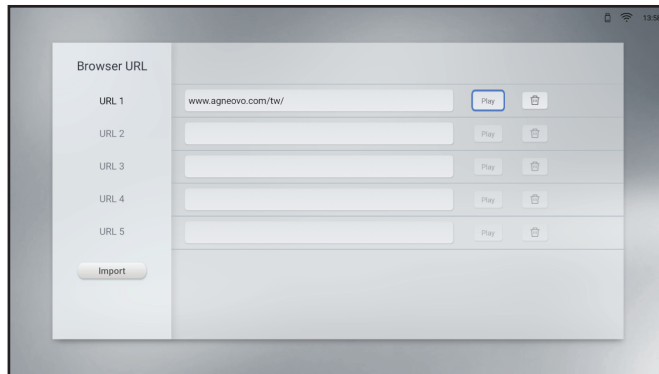 13:56
Browser URL
URL 1 www.agneovo.com/tw/ Play
URL 2 Play
URL 3 Play
URL 4 Play
URL 5 Play
Import